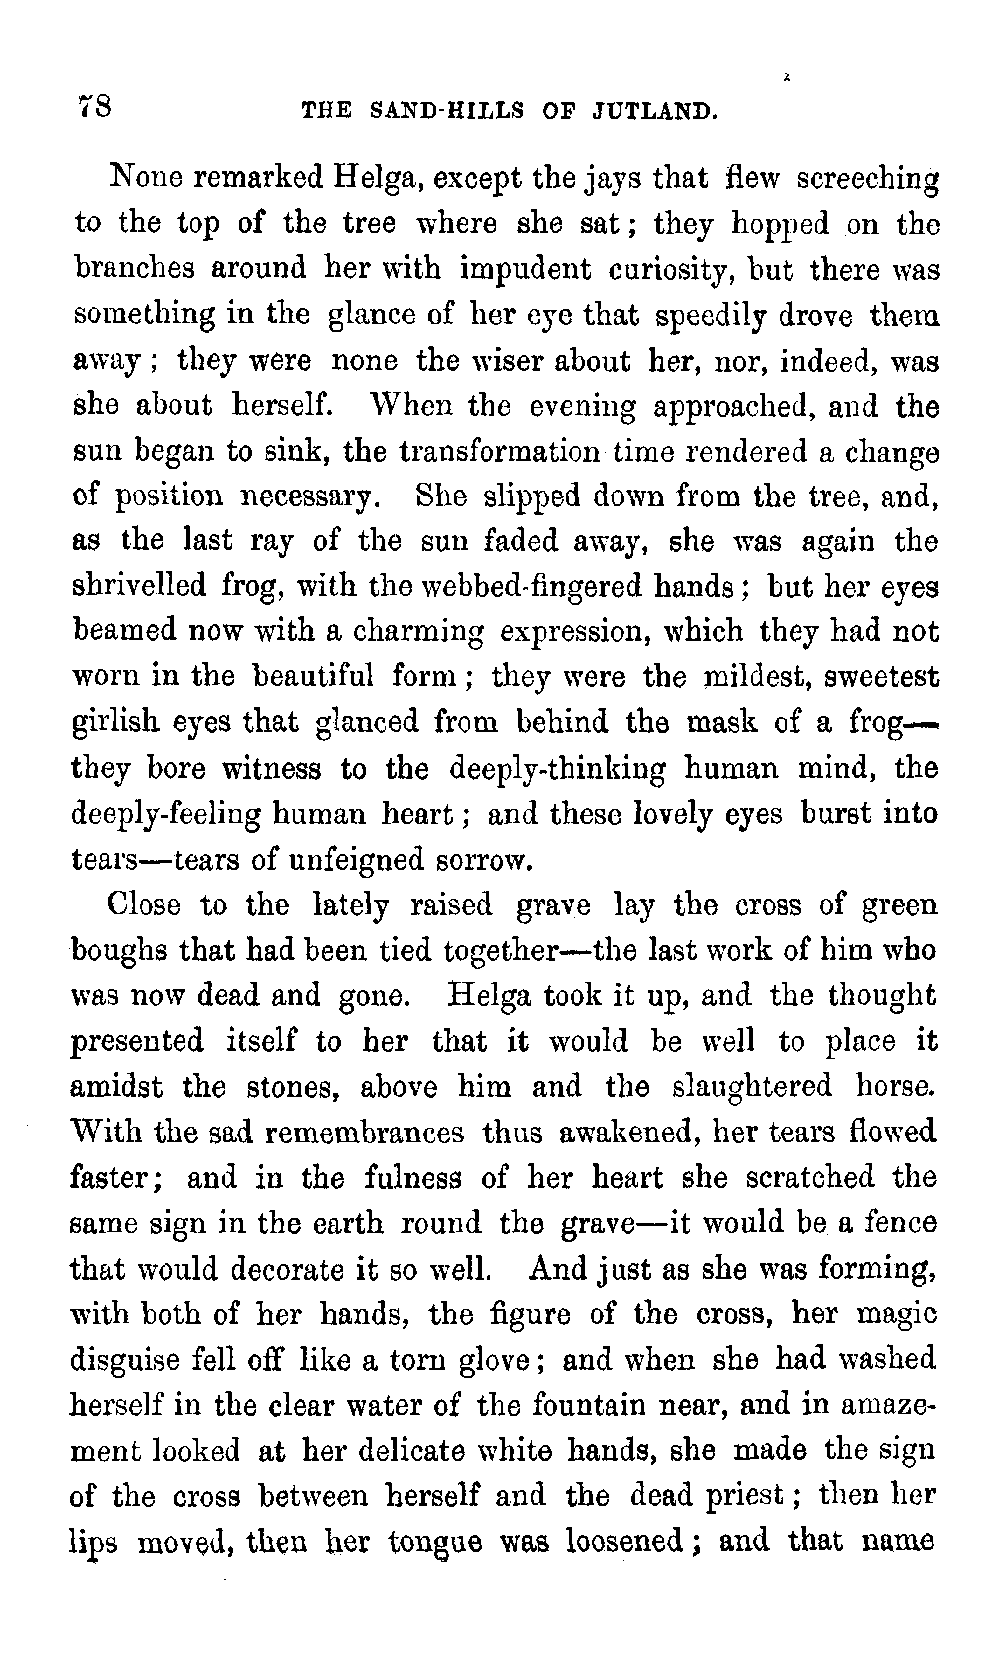 78 THE SAND-HILLS OF JUTLAND.
None remarked Helga, except the jays that flew screeching
to the top of the tree where she sat; they hopped on the
branches around her with impudent curiosity, but there was
something in the glance of her eye that speedily drove them
away; they were none the wiser about her, nor, indeed, was
she about herself. When the evening approached, and the
sun began to sink, the transformation time rendered a change
of position necessary. She slipped down from the tree, and,
as the last ray of the sun faded away, she was again the
shrivelled frog, with the webbed-fingered hands; but her eyes
beamed now with a charming expression, which they had not
worn in the beautiful form; they were the mildest, sweetest
girlish eyes that glanced from behind the mask of a frog—
they bore witness to the deeply-thinking human mind, the
deeply-feeling human heart; and these lovely eyes burst into
tears—tears of unfeigned sorrow.
Close to the lately raised grave lay the cross of green
boughs that had been tied together—the last work of him who
was now dead and gone. Helga took it up, and the thought
presented itself to her that it would be well to place it
amidst the stones, above him and the slaughtered horse.
With the sad remembrances thus awakened, her tears flowed
faster; and in the fulness of her heart she scratched the
same sign in the earth round the grave—it would be a fence
that would decorate it so well. And just as she was forming,
with both of her hands, the figure of the cross, her magic
disguise fell off like a torn glove; and when she had washed
herself in the clear water of the fountain near, and in amaze-
ment looked at her delicate white hands, she made the sign
of the cross between herself and the dead priest; then her
lips moved, then her tongue was loosened; and that name